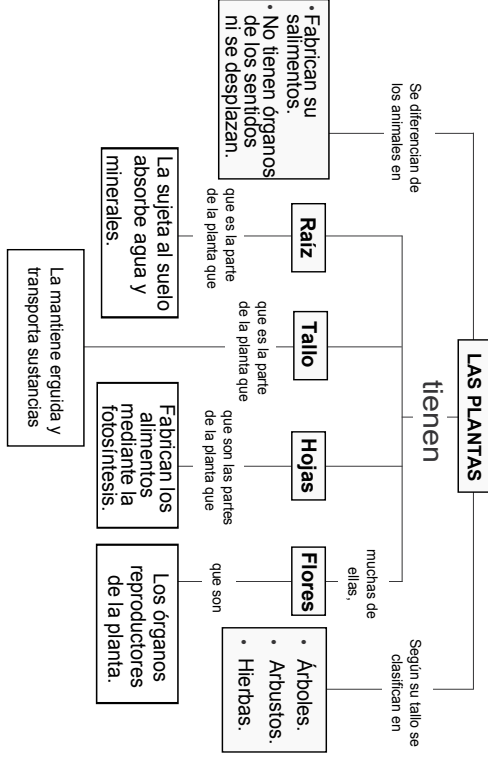 LAS PLANTAS
Se diferencian de
los animales en
• Fabrican su
salimentos.
• No tienen órganos
de los sentidos
ni se desplazan.
tienen
Raíz
que es la parte
de la planta que
La sujeta al suelo
absorbe agua y
minerales.
Tallo
que es la parte
de la planta que
La mantiene erguida y
transporta sustancias
Hojas
que son las partes
de la planta que
Fabrican los
alimentos
mediante la
fotosíntesis.
muchas de
ellas,
Flores
que son
Los órganos
reproductores
de la planta.
Según su tallo se
clasifican en
• Árboles.
• Arbustos.
• Hierbas.